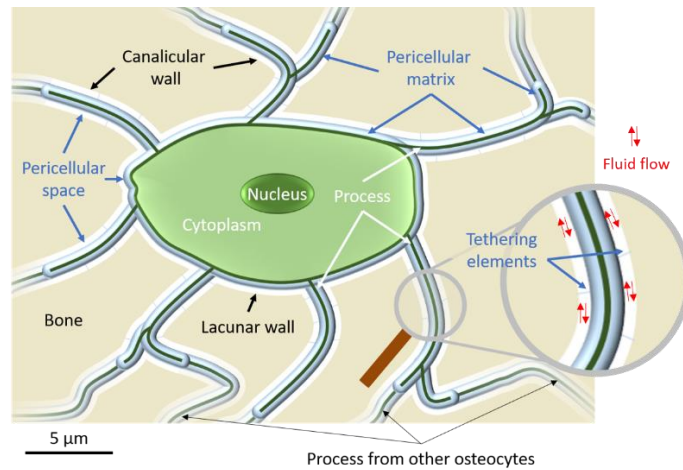 Canalicular
wall
Pericellular
matrix
Pericellular
space
Fluid flow
Nucleus
Process
Cytoplasm
Tethering
elements
Bone
Lacunar wall
5 µm
Process from other osteocytes